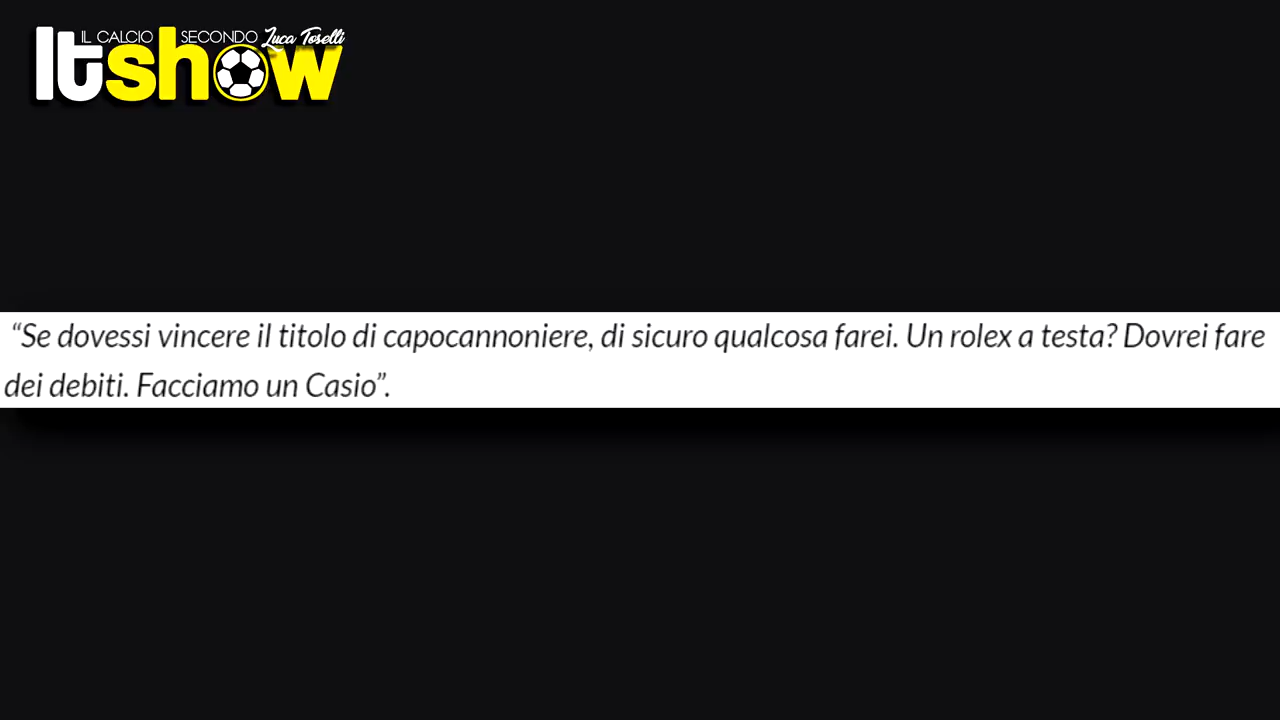 IL CALCIO SECONDO Luca Toselli
ltshow
“Se dovessi vincere il titolo di capocannoniere, di sicuro qualcosa farei. Un rolex a testa? Dovrei fare
dei debiti. Facciamo un Casio”.